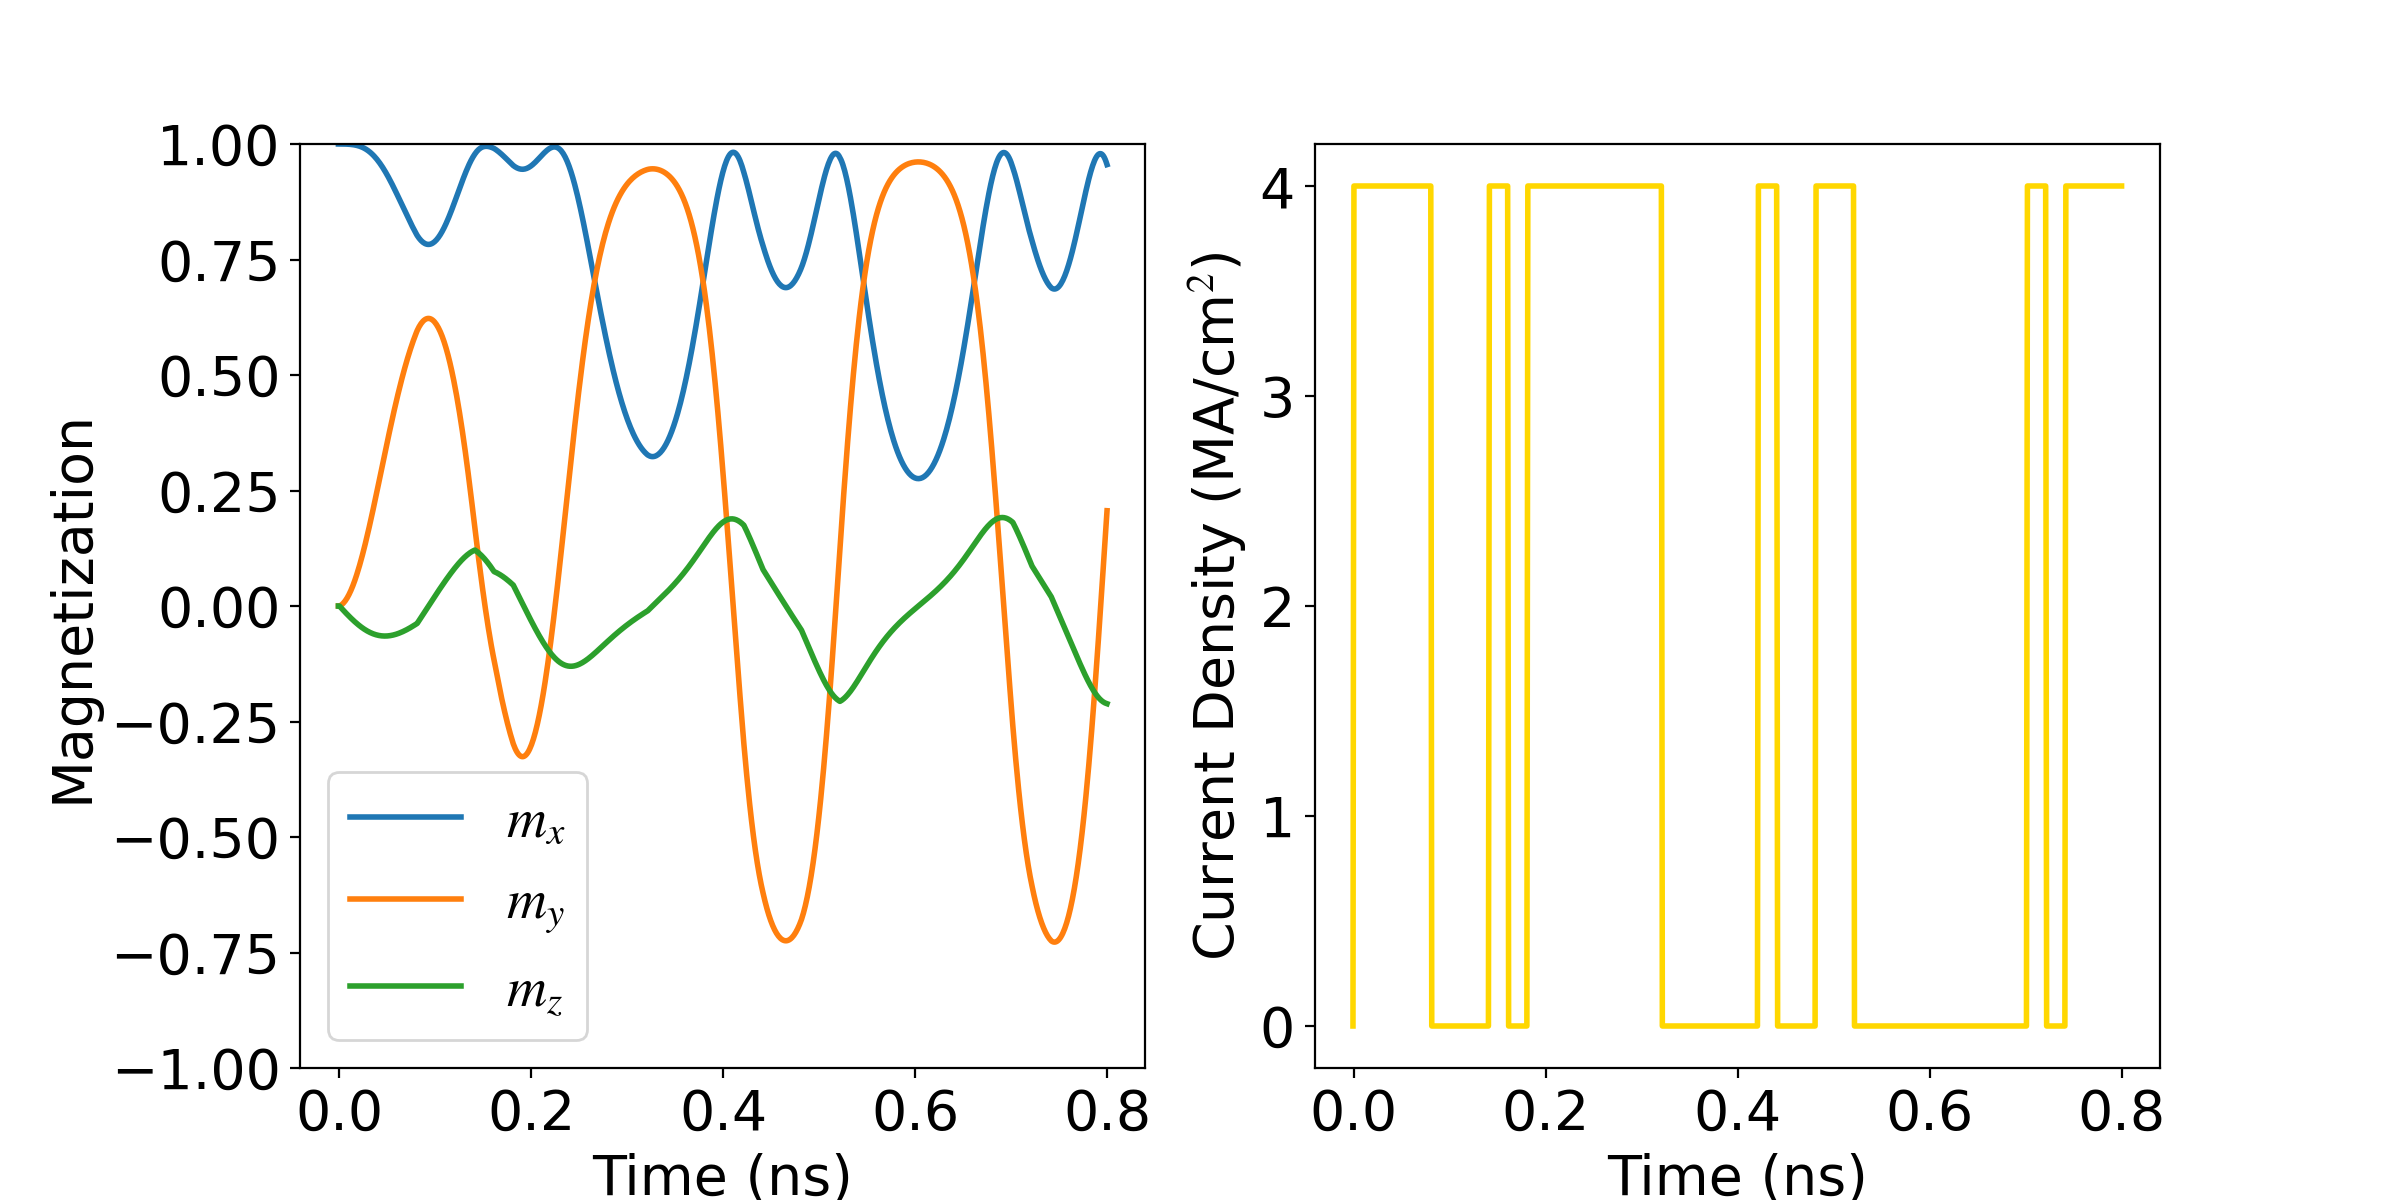 Magnetization
1.00
0.75
0.50
0.25
0.00
−0.25
−0.50
−0.75
−1.00
0.0 0.2 0.4 0.6 0.8
Time (ns)
m_x
m_y
m_z
Current Density (MA/cm²)
4
3
2
1
0
0.0 0.2 0.4 0.6 0.8
Time (ns)